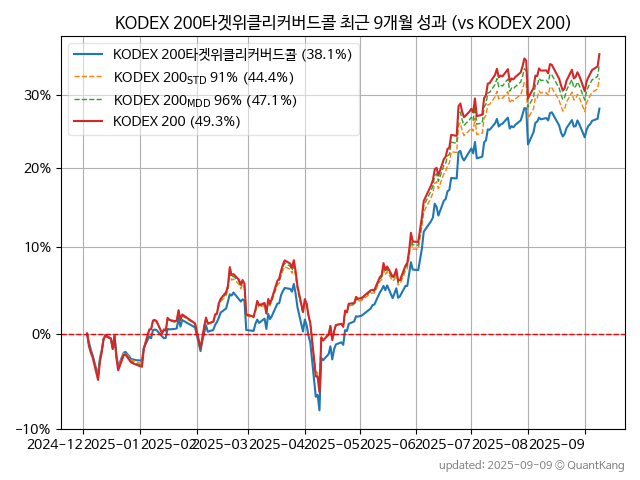 KODEX 200타겟위클리커버드콜 최근 9개월 성과 (vs KODEX 200)
KODEX 200타겟위클리커버드콜 (38.1%)
KODEX 200STD 91% (44.4%)
KODEX 200MDD 96% (47.1%)
KODEX 200 (49.3%)
30%
20%
10%
0%
-10%
2024-12 2025-01 2025-02 2025-03 2025-04 2025-05 2025-06 2025-07 2025-08 2025-09
updated: 2025-09-09 © QuantKang